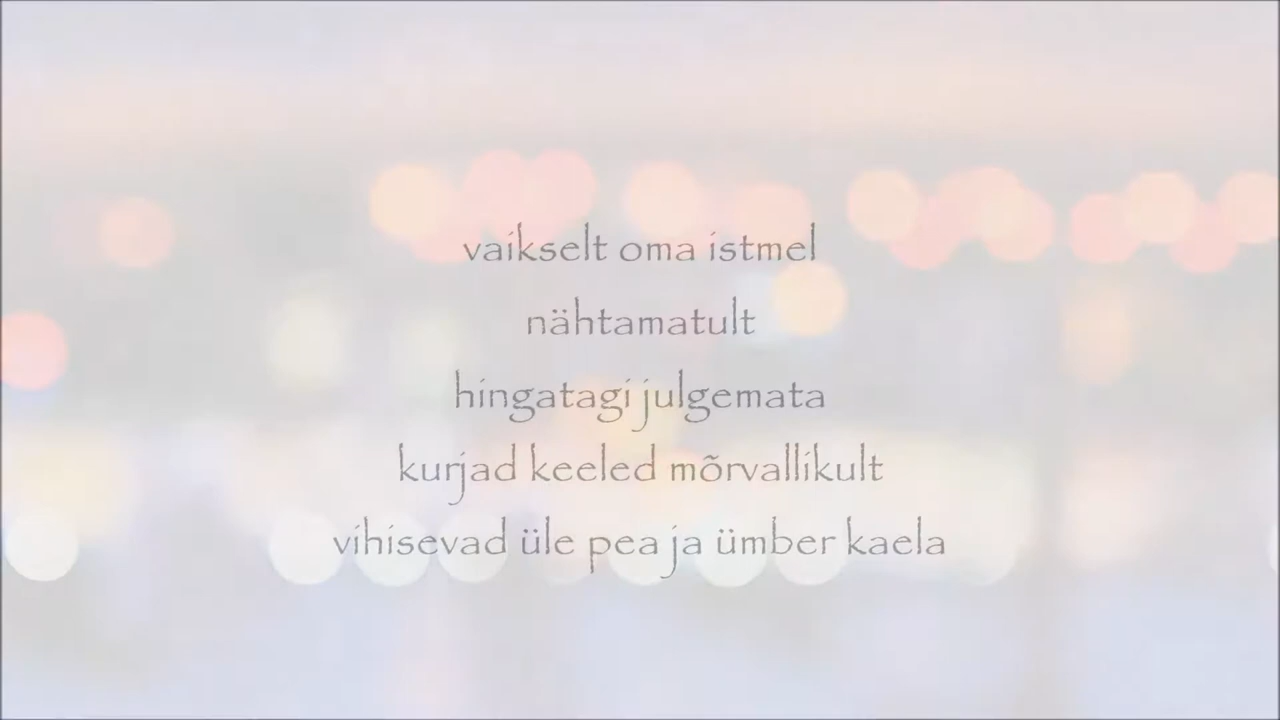 vaikselt oma istmel
nähtamatult
hingatagi julgemata
kurjad keeled mõrvallikult
vihisevad üle pea ja ümber kaela